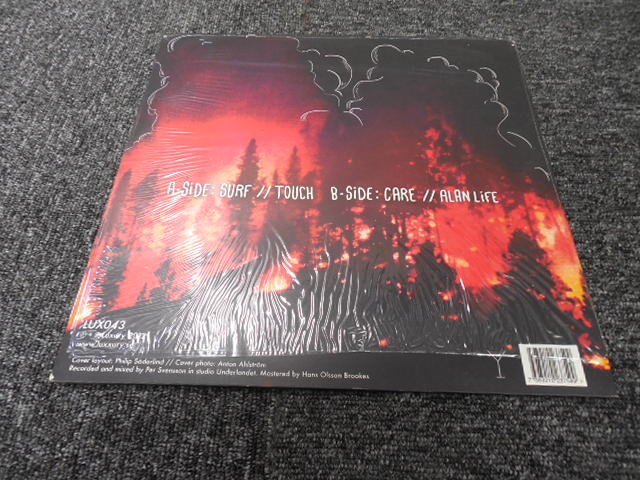 A-SiDE: SURF // TOUCH B-SiDE: CARE // ALAN LiFE
LUX043
Cover layout: Philip Söderlind // Cover photo: Anton Ahlström
Recorded and mixed by Per Svensson in studio Underlandet. Mastered by Hans Olsson Brookes